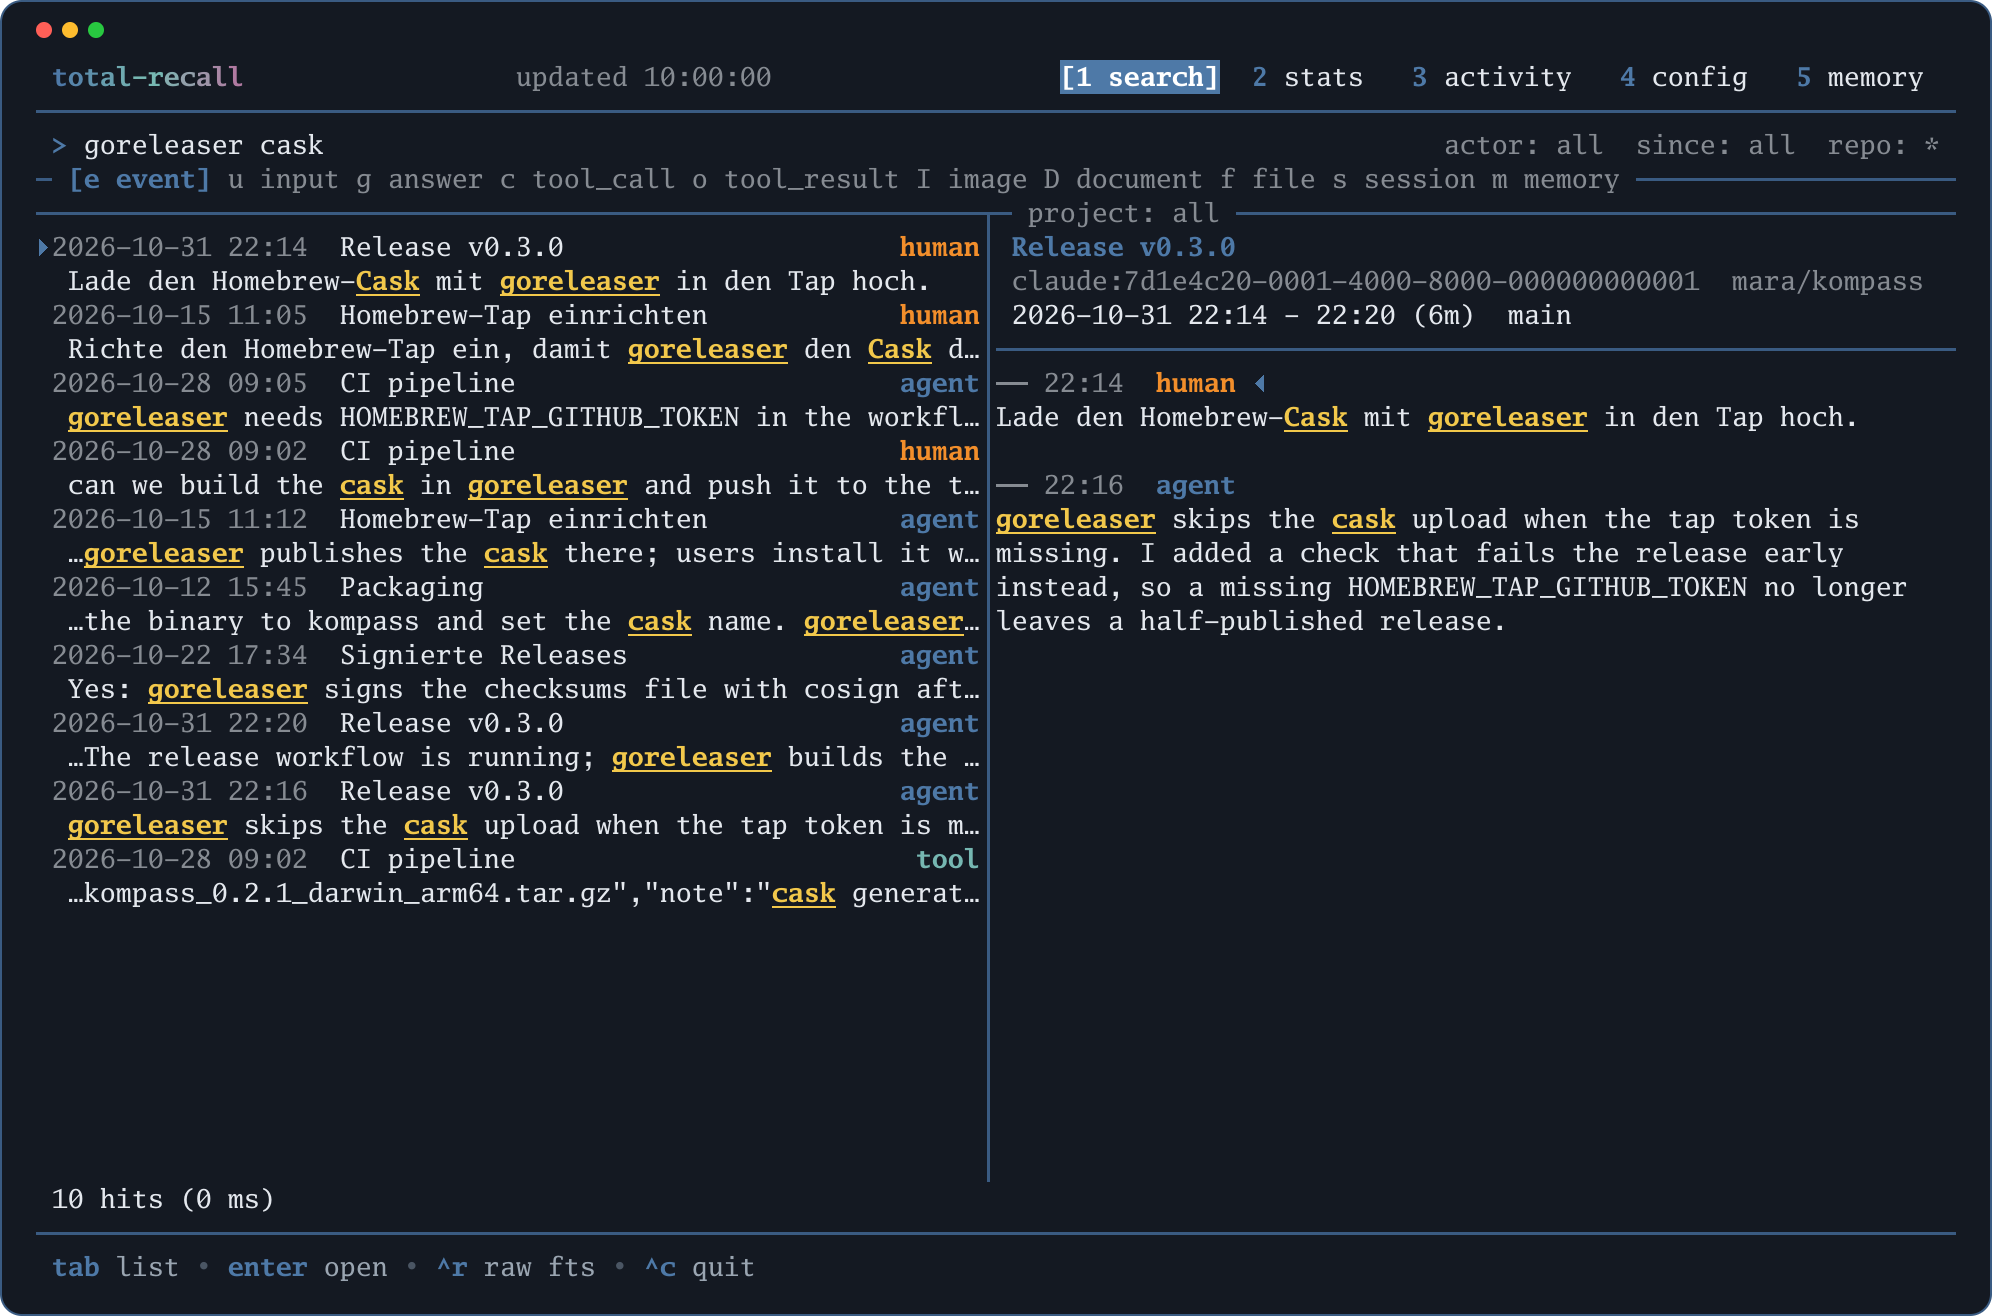 total-recall updated 10:00:00 [1 search] 2 stats 3 activity 4 config 5 memory
> goreleaser cask actor: all since: all repo: *
[e event] u input g answer c tool_call o tool_result I image D document f file s session m memory
project: all
2026-10-31 22:14 Release v0.3.0 human
Lade den Homebrew-Cask mit goreleaser in den Tap hoch.
2026-10-15 11:05 Homebrew-Tap einrichten human
Richte den Homebrew-Tap ein, damit goreleaser den Cask d…
2026-10-28 09:05 CI pipeline agent
goreleaser needs HOMEBREW_TAP_GITHUB_TOKEN in the workfl…
2026-10-28 09:02 CI pipeline human
can we build the cask in goreleaser and push it to the t…
2026-10-15 11:12 Homebrew-Tap einrichten agent
…goreleaser publishes the cask there; users install it w…
2026-10-12 15:45 Packaging agent
…the binary to kompass and set the cask name. goreleaser…
2026-10-22 17:34 Signierte Releases agent
Yes: goreleaser signs the checksums file with cosign aft…
2026-10-31 22:20 Release v0.3.0 agent
…The release workflow is running; goreleaser builds the …
2026-10-31 22:16 Release v0.3.0 agent
goreleaser skips the cask upload when the tap token is m…
2026-10-28 09:02 CI pipeline tool
…kompass_0.2.1_darwin_arm64.tar.gz","note":"cask generat…
Release v0.3.0
claude:7d1e4c20-0001-4000-8000-000000000001 mara/kompass
2026-10-31 22:14 – 22:20 (6m) main
── 22:14 human
Lade den Homebrew-Cask mit goreleaser in den Tap hoch.
── 22:16 agent
goreleaser skips the cask upload when the tap token is
missing. I added a check that fails the release early
instead, so a missing HOMEBREW_TAP_GITHUB_TOKEN no longer
leaves a half-published release.
10 hits (0 ms)
tab list • enter open • ^r raw fts • ^c quit